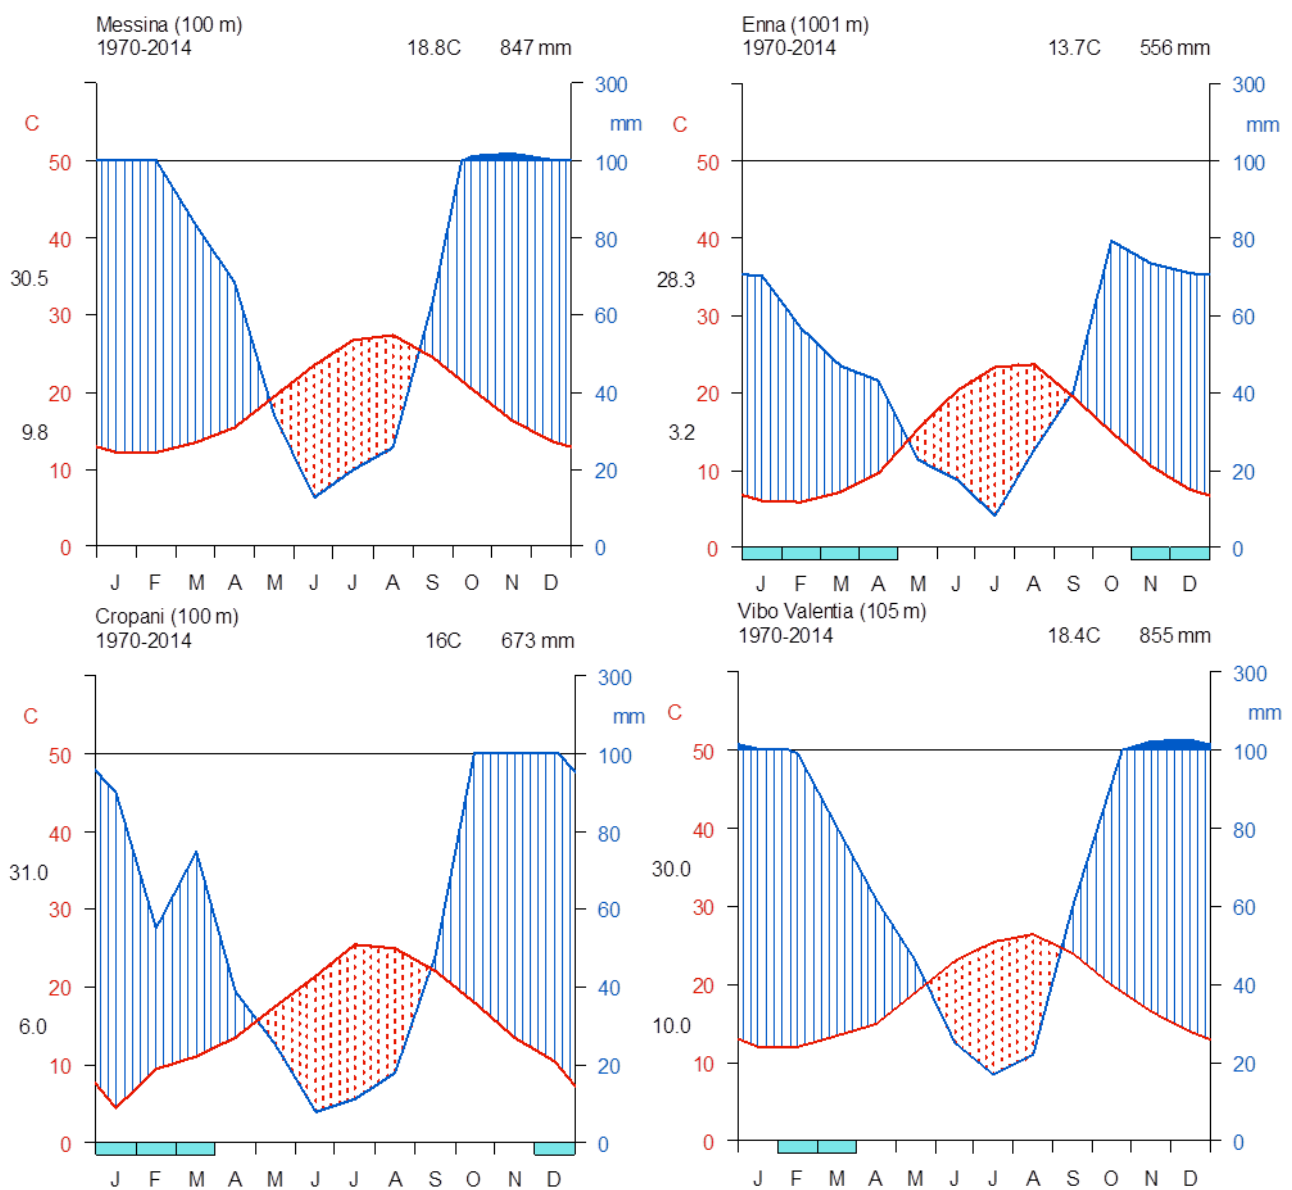 Messina (100 m)
1970-2014 18.8C 847 mm
300
C mm
50 100
40 80
30.5
30 60
20 40
9.8
10 20
0 0
J F M A M J J A S O N D
Enna (1001 m)
1970-2014 13.7C 556 mm
300
C mm
50 100
40 80
28.3
30 60
20 40
3.2
10 20
0 0
J F M A M J J A S O N D
Cropani (100 m)
1970-2014 16C 673 mm
300
C mm
50 100
40 80
31.0
30 60
20 40
6.0
10 20
0 0
J F M A M J J A S O N D
Vibo Valentia (105 m)
1970-2014 18.4C 855 mm
300
C mm
50 100
40 80
30.0
30 60
20 40
10.0
10 20
0 0
J F M A M J J A S O N D